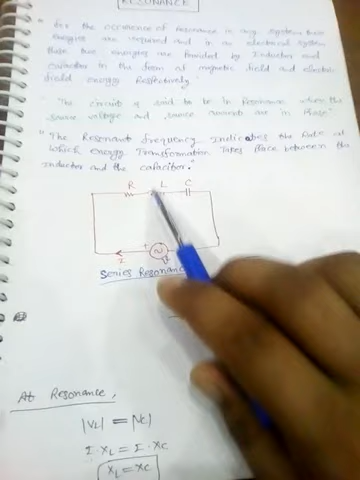 RESONANCE
For the occurence of Resonance in any system two
energies are required and in an electrical system
these two energies are provided by Inductor and
capacitor in the form of magnetic field and electric
field energy Respectively.
"The circuit is said to be in Resonance when the
source voltage and source current are in Phase"
"The Resonant frequency Indicates the Rate at
which energy Transformation Takes place between the
Inductor and the capacitor."
R L C
+
I V
Series Resonance
At Resonance,
|VL| = |VC|
I · XL = I · XC
XL = XC